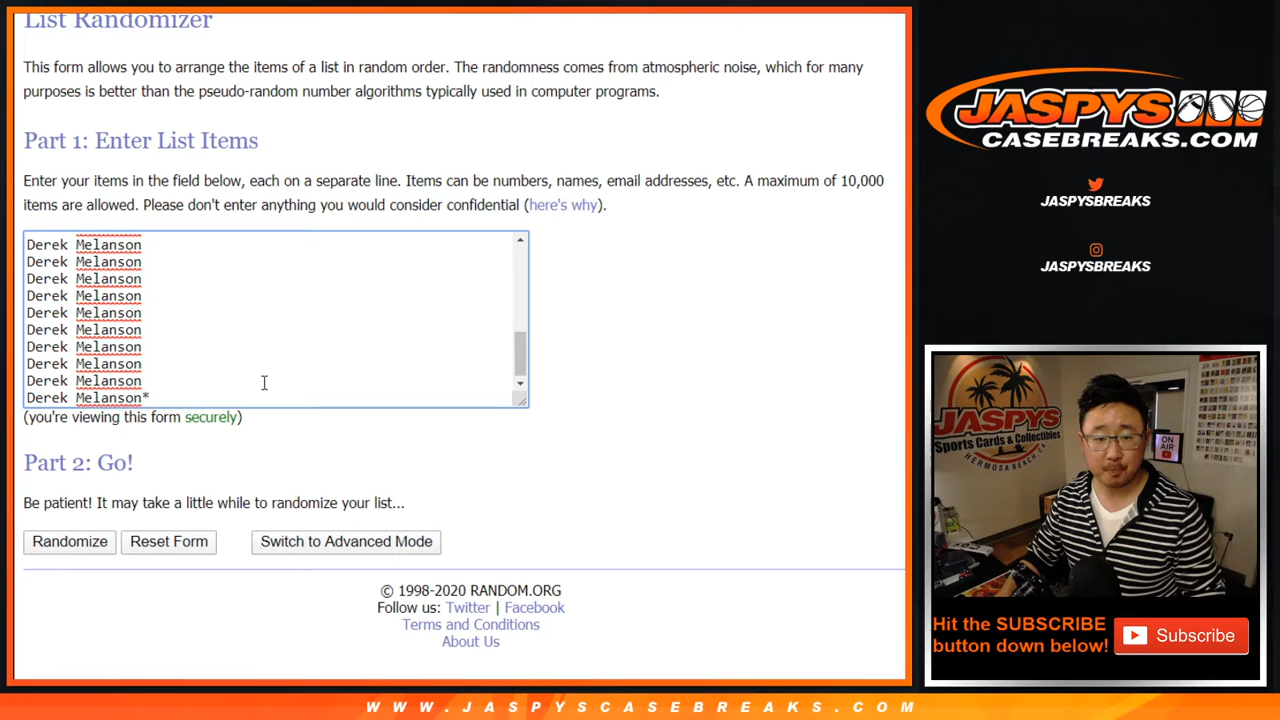 List Randomizer
This form allows you to arrange the items of a list in random order. The randomness comes from atmospheric noise, which for many
purposes is better than the pseudo-random number algorithms typically used in computer programs.
Part 1: Enter List Items
Enter your items in the field below, each on a separate line. Items can be numbers, names, email addresses, etc. A maximum of 10,000
items are allowed. Please don't enter anything you would consider confidential (here's why).
Derek Melanson
Derek Melanson
Derek Melanson
Derek Melanson
Derek Melanson
Derek Melanson
Derek Melanson
Derek Melanson
Derek Melanson
Derek Melanson*
(you're viewing this form securely)
Part 2: Go!
Be patient! It may take a little while to randomize your list...
Randomize
Reset Form
Switch to Advanced Mode
© 1998-2020 RANDOM.ORG
Follow us: Twitter | Facebook
Terms and Conditions
About Us
JASPYS
CASEBREAKS.COM
JASPYSBREAKS
JASPYSBREAKS
JASPYS
Sports Cards & Collectibles
HERMOSA BEACH, CA
ON
AIR
Hit the SUBSCRIBE
button down below!
Subscribe
WWW.JASPYSCASEBREAKS.COM